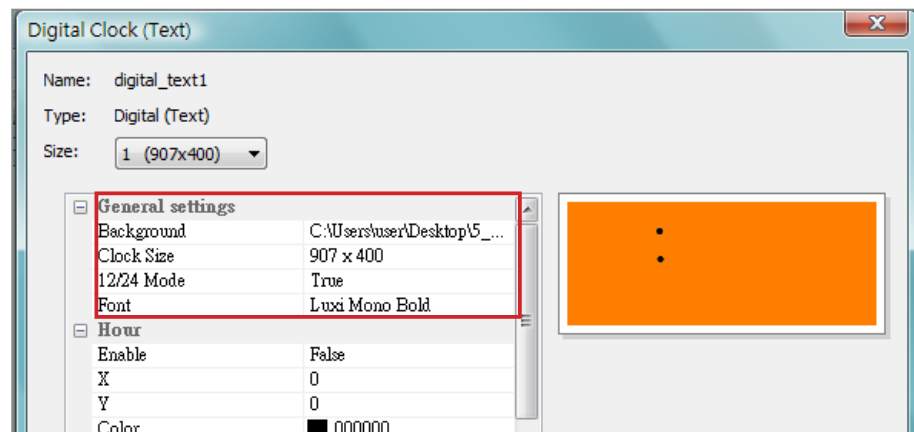 Digital Clock (Text)
Name: digital_text1
Type: Digital (Text)
Size: 1 (907x400)
General settings
Background C:\Users\user\Desktop\5_...
Clock Size 907 x 400
12/24 Mode True
Font Luxi Mono Bold
Hour
Enable False
X 0
Y 0
Color 000000